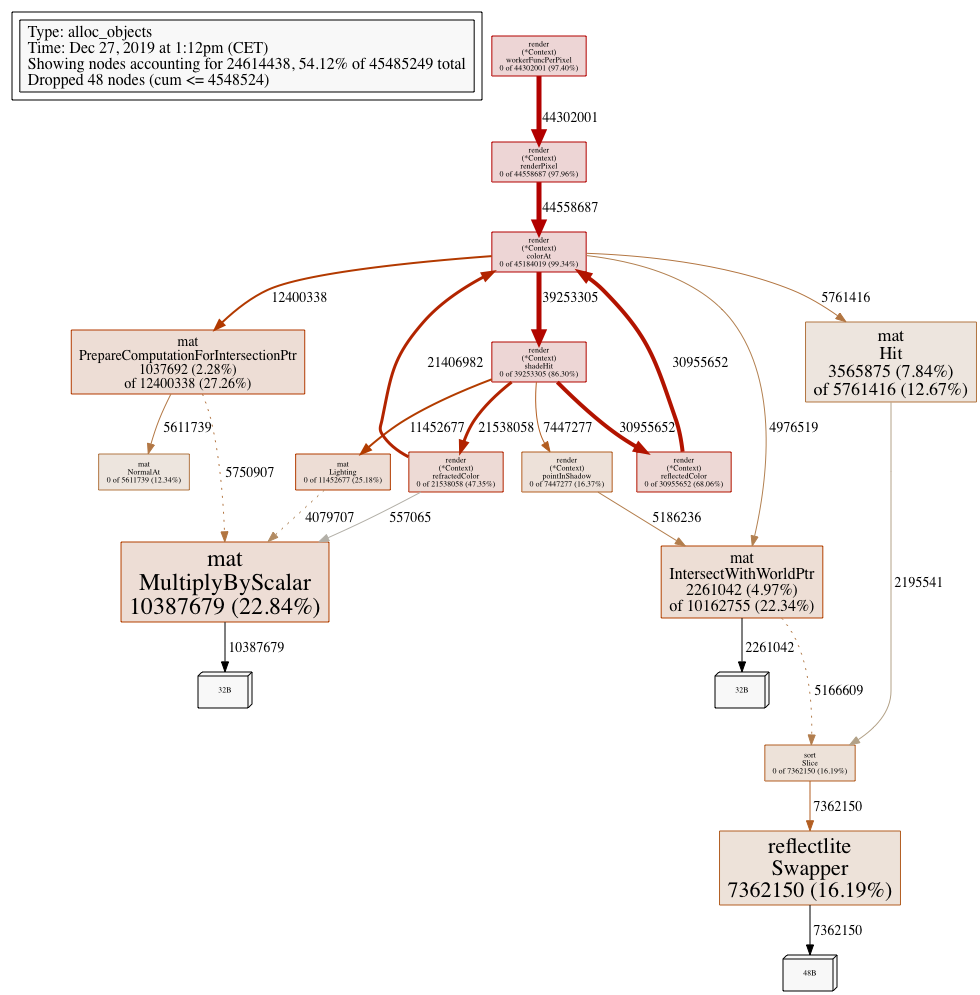 Type: alloc_objects
Time: Dec 27, 2019 at 1:12pm (CET)
Showing nodes accounting for 24614438, 54.12% of 45485249 total
Dropped 48 nodes (cum <= 4548524)
render
(*Context)
workerFuncPerPixel
0 of 44302001 (97.40%)
44302001
render
(*Context)
renderPixel
0 of 44558687 (97.96%)
44558687
render
(*Context)
colorAt
0 of 45184019 (99.34%)
12400338
39253305
5761416
mat
PrepareComputationForIntersectionPtr
1037692 (2.28%)
of 12400338 (27.26%)
21406982
render
(*Context)
shadeHit
0 of 39253305 (86.30%)
30955652
mat
Hit
3565875 (7.84%)
of 5761416 (12.67%)
5611739
5750907
11452677
21538058
7447277
30955652
4976519
mat
NormalAt
0 of 5611739 (12.34%)
mat
Lighting
0 of 11452677 (25.18%)
render
(*Context)
refractedColor
0 of 21538058 (47.35%)
render
(*Context)
pointInShadow
0 of 7447277 (16.37%)
render
(*Context)
reflectedColor
0 of 30955652 (68.06%)
4079707
557065
5186236
mat
MultiplyByScalar
10387679 (22.84%)
mat
IntersectWithWorldPtr
2261042 (4.97%)
of 10162755 (22.34%)
2195541
10387679
2261042
32B
32B
5166609
sort
Slice
0 of 7362150 (16.19%)
7362150
reflectlite
Swapper
7362150 (16.19%)
7362150
48B